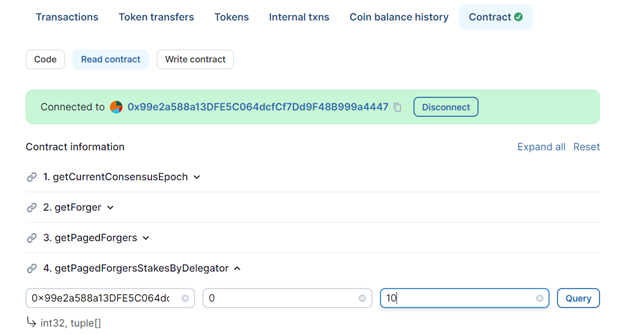 Transactions Token transfers Tokens Internal txns Coin balance history Contract
Code Read contract Write contract
Connected to 0x99e2a588a13DFE5C064dcfCf7Dd9F48B999a4447 Disconnect
Contract information Expand all Reset
1. getCurrentConsensusEpoch
2. getForger
3. getPagedForgers
4. getPagedForgersStakesByDelegator
0x99e2a588a13DFE5C064dc 0 10 Query
int32, tuple[]